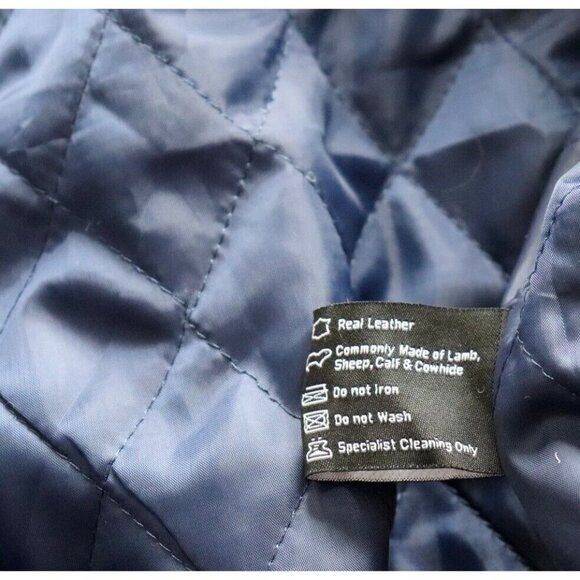 Real Leather
Commonly Made of Lamb,
Sheep, Calf & Cowhide
Do not Iron
Do not Wash
Specialist Cleaning Only